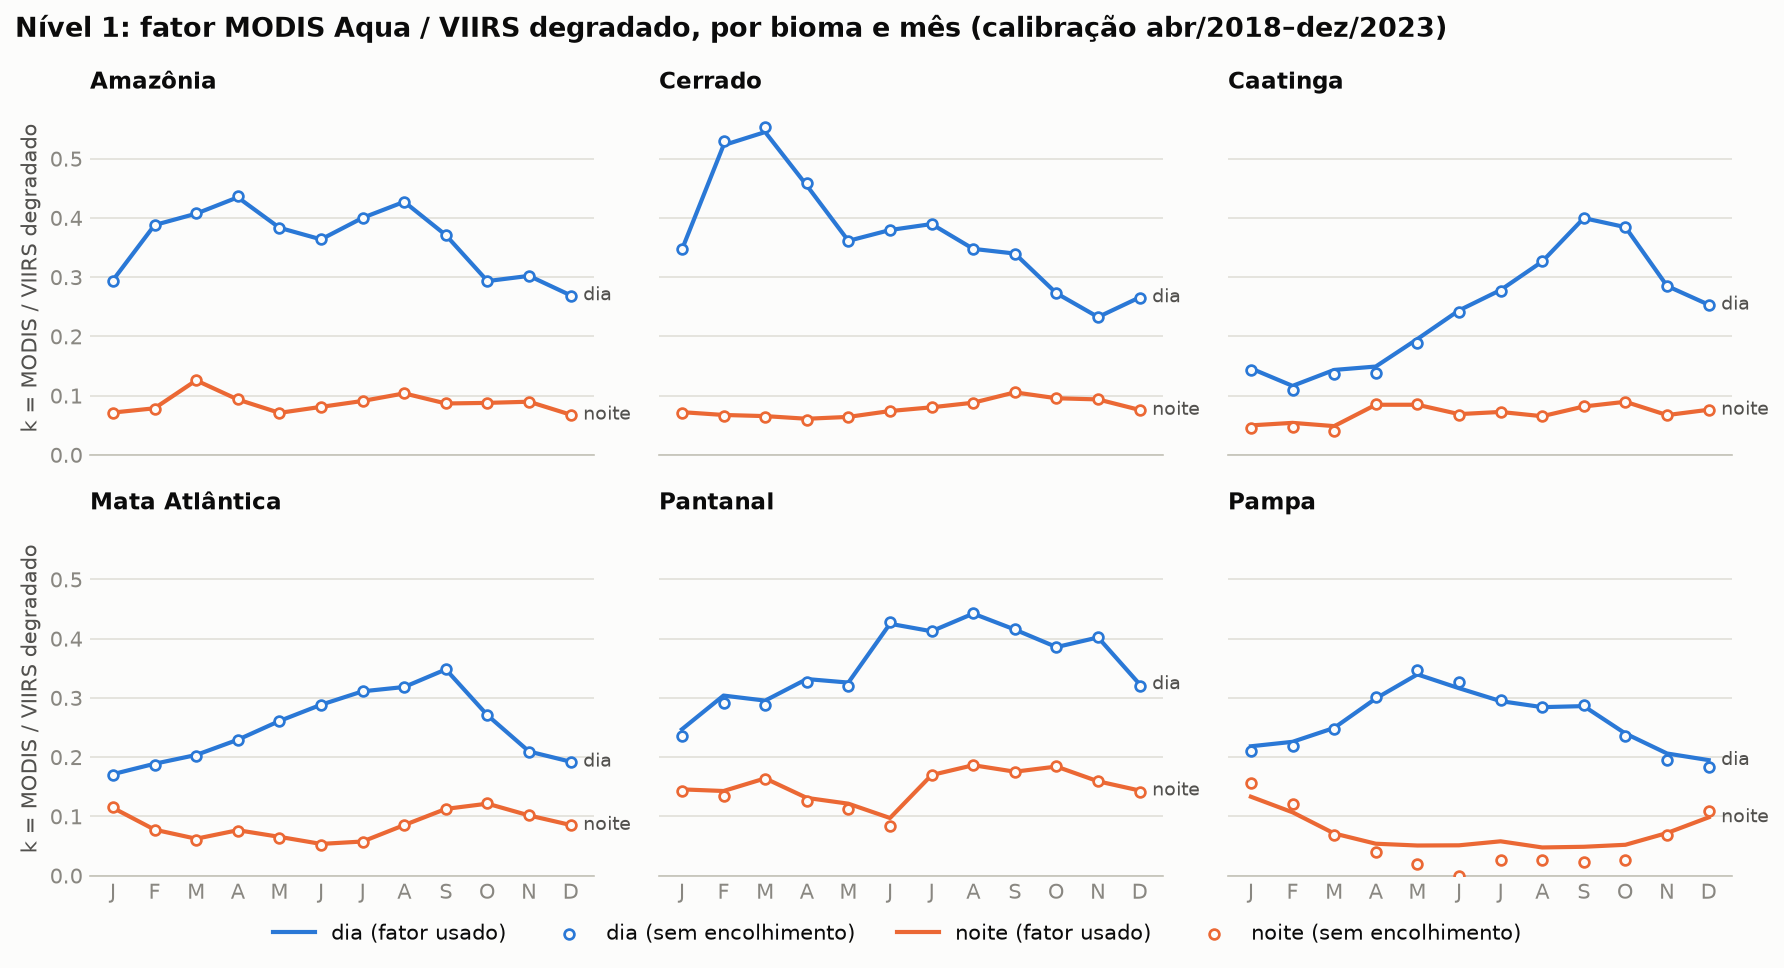 Nível 1: fator MODIS Aqua / VIIRS degradado, por bioma e mês (calibração abr/2018–dez/2023)
Amazônia
k = MODIS / VIIRS degradado
0.5
0.4
0.3
0.2
0.1
0.0
dia
noite
Cerrado
dia
noite
Caatinga
dia
noite
Mata Atlântica
k = MODIS / VIIRS degradado
0.5
0.4
0.3
0.2
0.1
0.0
dia
noite
J F M A M J J A S O N D
Pantanal
dia
noite
J F M A M J J A S O N D
Pampa
dia
noite
J F M A M J J A S O N D
dia (fator usado) dia (sem encolhimento) noite (fator usado) noite (sem encolhimento)